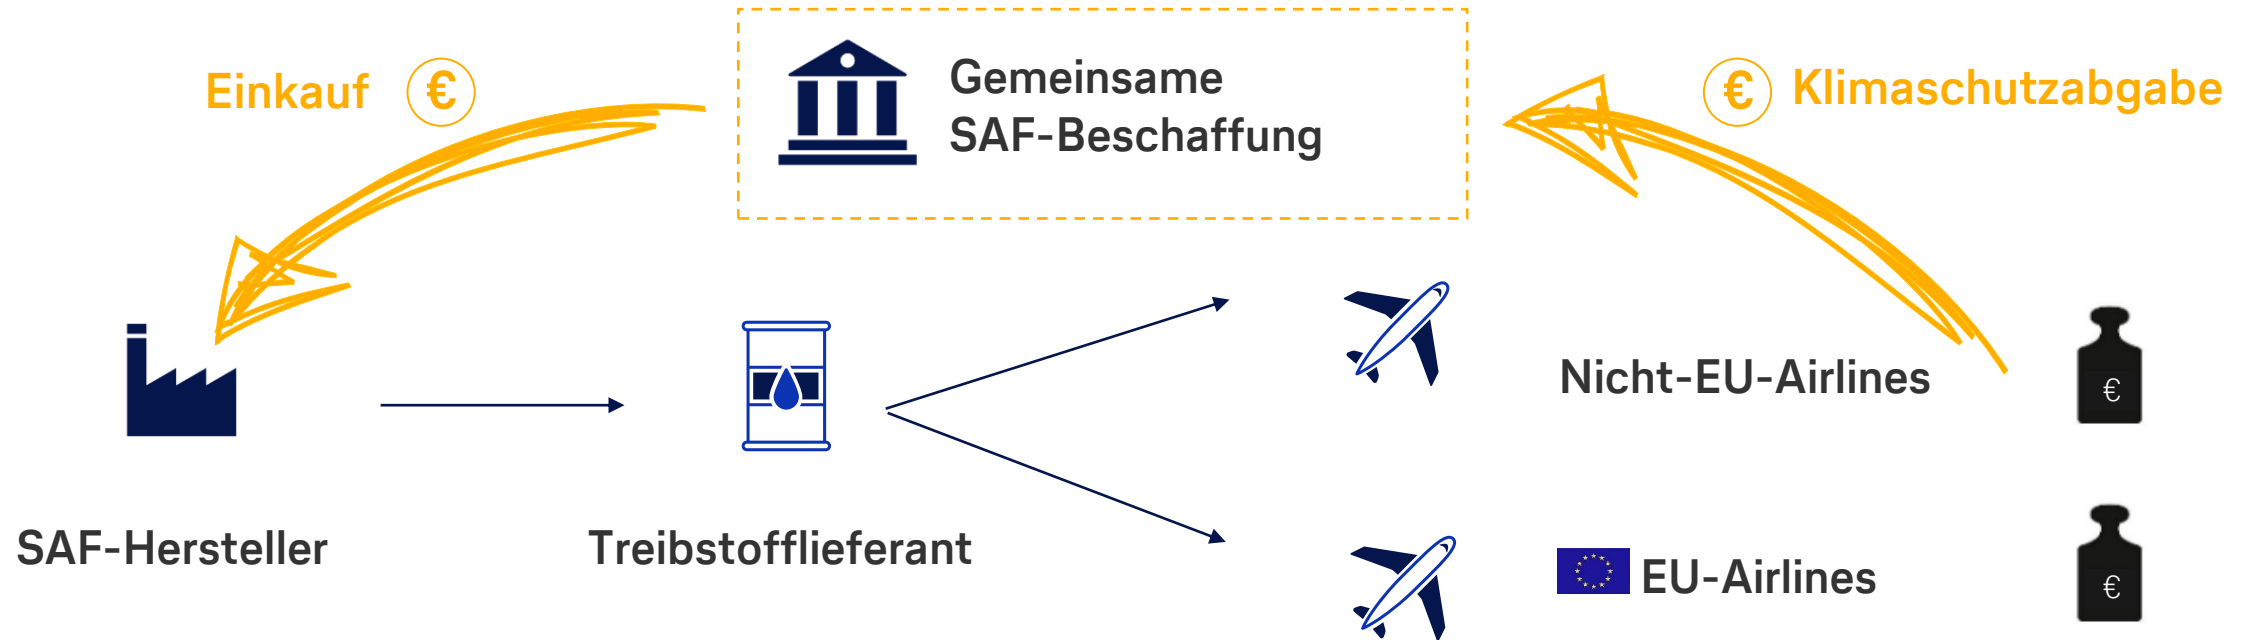 Einkauf €
Gemeinsame
SAF-Beschaffung
€ Klimaschutzabgabe
Nicht-EU-Airlines
€
SAF-Hersteller
Treibstofflieferant
EU-Airlines
€